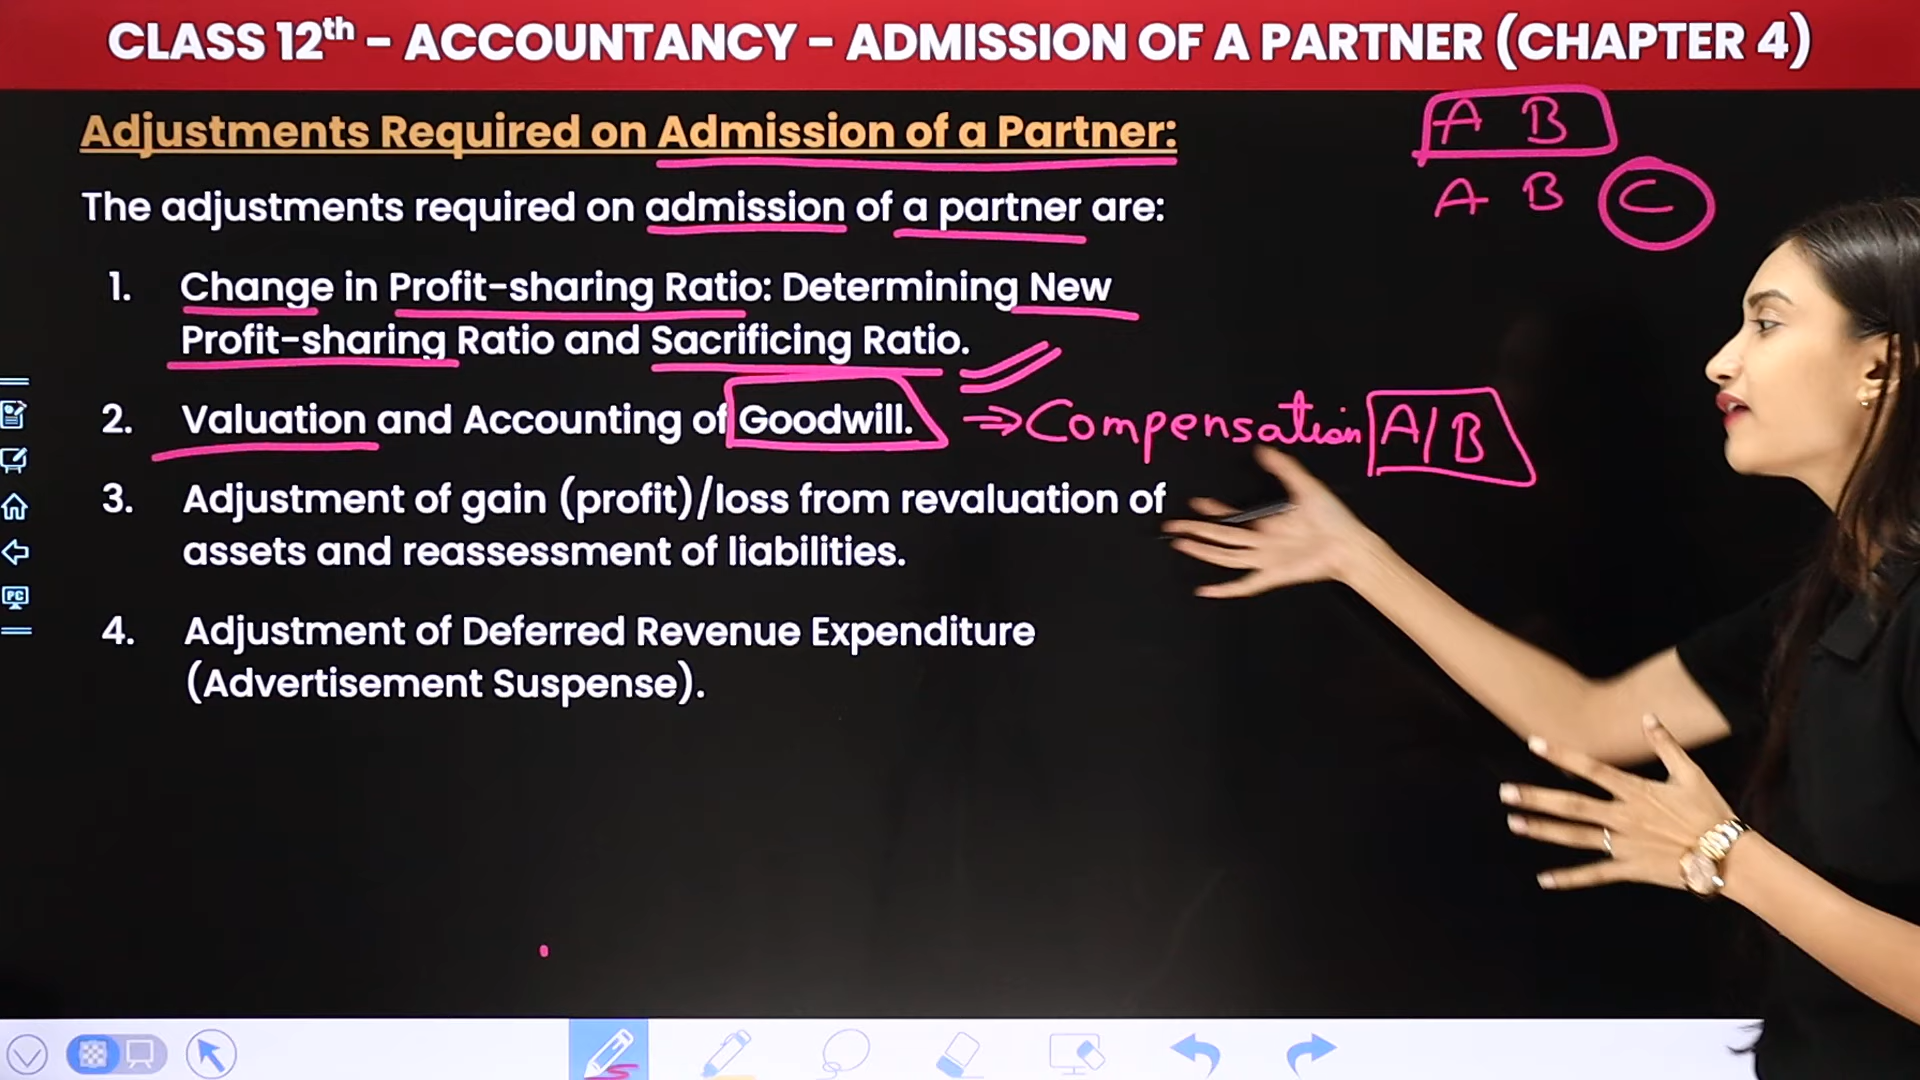 CLASS 12th - ACCOUNTANCY - ADMISSION OF A PARTNER (CHAPTER 4)
Adjustments Required on Admission of a Partner:
A B
A B C
The adjustments required on admission of a partner are:
1. Change in Profit-sharing Ratio: Determining New
Profit-sharing Ratio and Sacrificing Ratio.
2. Valuation and Accounting of Goodwill. ⇒ Compensation A/B
3. Adjustment of gain (profit)/loss from revaluation of
assets and reassessment of liabilities.
4. Adjustment of Deferred Revenue Expenditure
(Advertisement Suspense).
PC